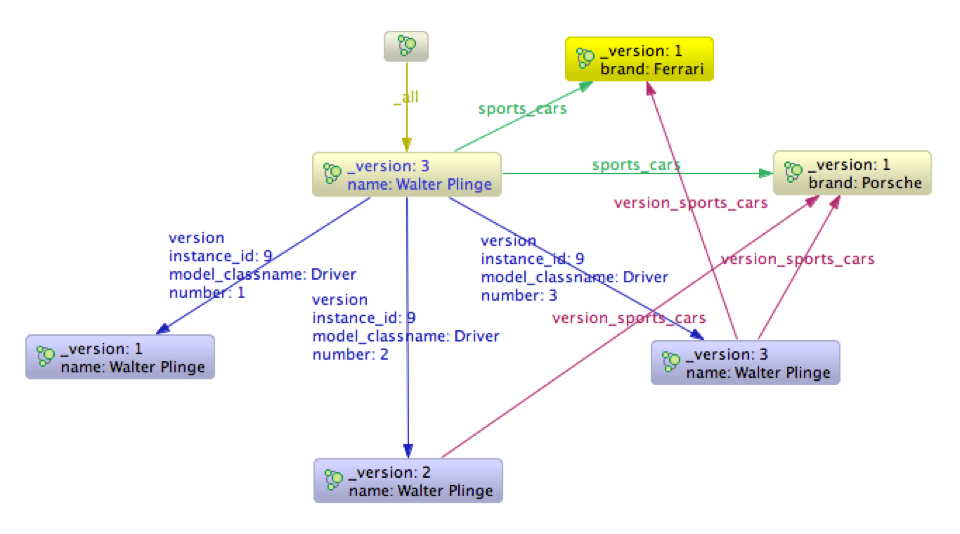 _version: 1
brand: Ferrari
_all
sports_cars
_version: 3
name: Walter Plinge
sports_cars
_version: 1
brand: Porsche
version_sports_cars
version
instance_id: 9
model_classname: Driver
number: 1
version
instance_id: 9
model_classname: Driver
number: 3
version_sports_cars
version
instance_id: 9
model_classname: Driver
number: 2
version_sports_cars
_version: 1
name: Walter Plinge
_version: 3
name: Walter Plinge
_version: 2
name: Walter Plinge